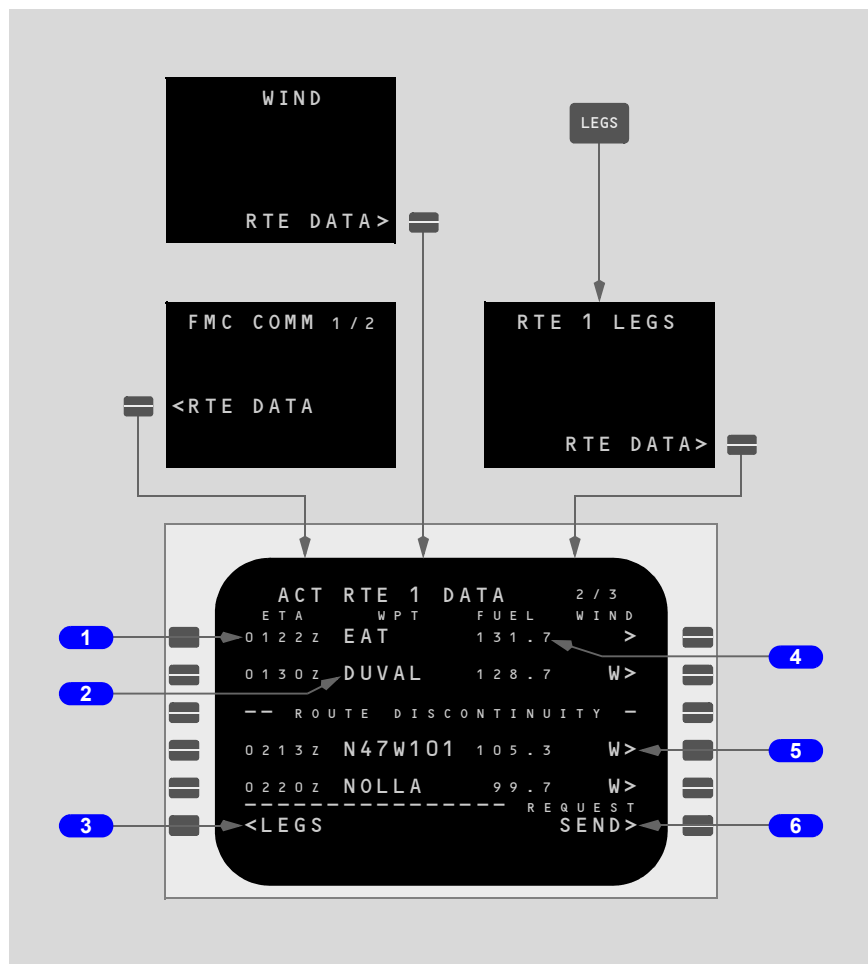 WIND
RTE DATA>
LEGS
FMC COMM 1/2
<RTE DATA
RTE 1 LEGS
RTE DATA>
ACT RTE 1 DATA 2/3
ETA WPT FUEL WIND
0122Z EAT 131.7 >
0130Z DUVAL 128.7 W>
-- ROUTE DISCONTINUITY -
0213Z N47W101 105.3 W>
0220Z NOLLA 99.7 W>
---------------- REQUEST
<LEGS SEND>
1
2
3
4
5
6